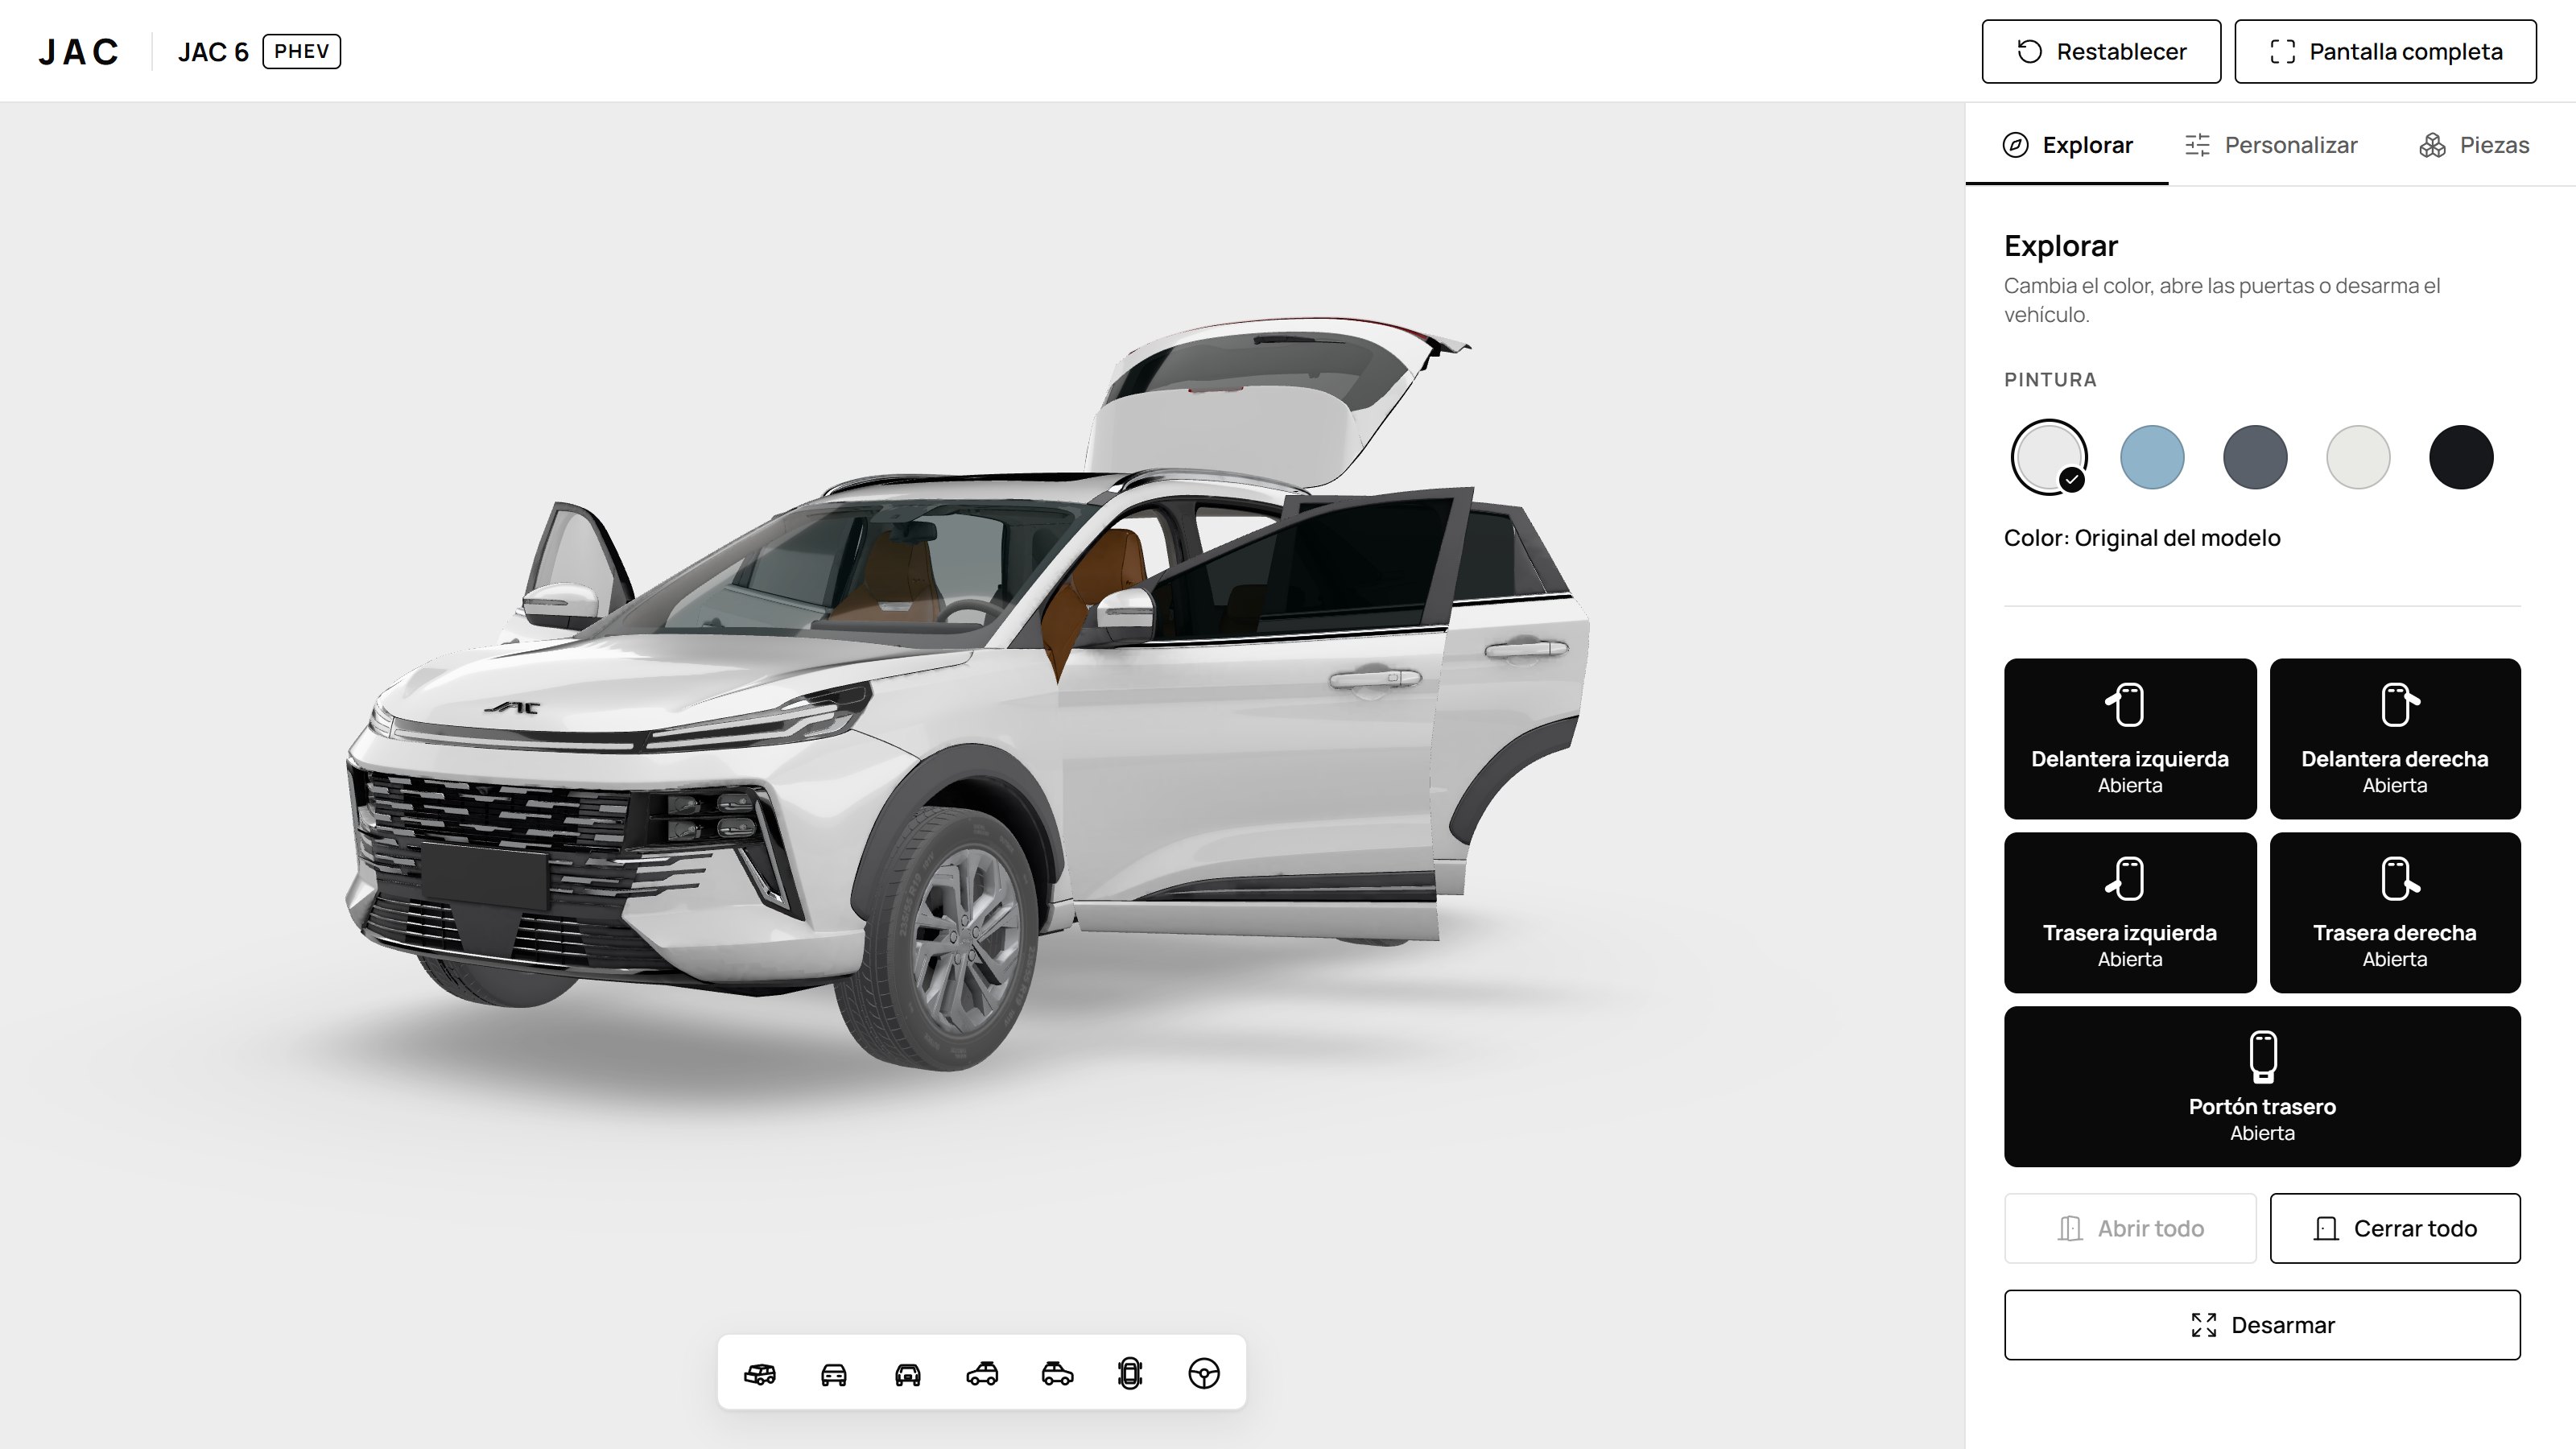 JAC
JAC 6
PHEV
Restablecer
Pantalla completa
Explorar
Personalizar
Piezas
Explorar
Cambia el color, abre las puertas o desarma el
vehículo.
PINTURA
Color: Original del modelo
JAC
Delantera izquierda
Abierta
Delantera derecha
Abierta
Trasera izquierda
Abierta
Trasera derecha
Abierta
Portón trasero
Abierta
Abrir todo
Cerrar todo
Desarmar